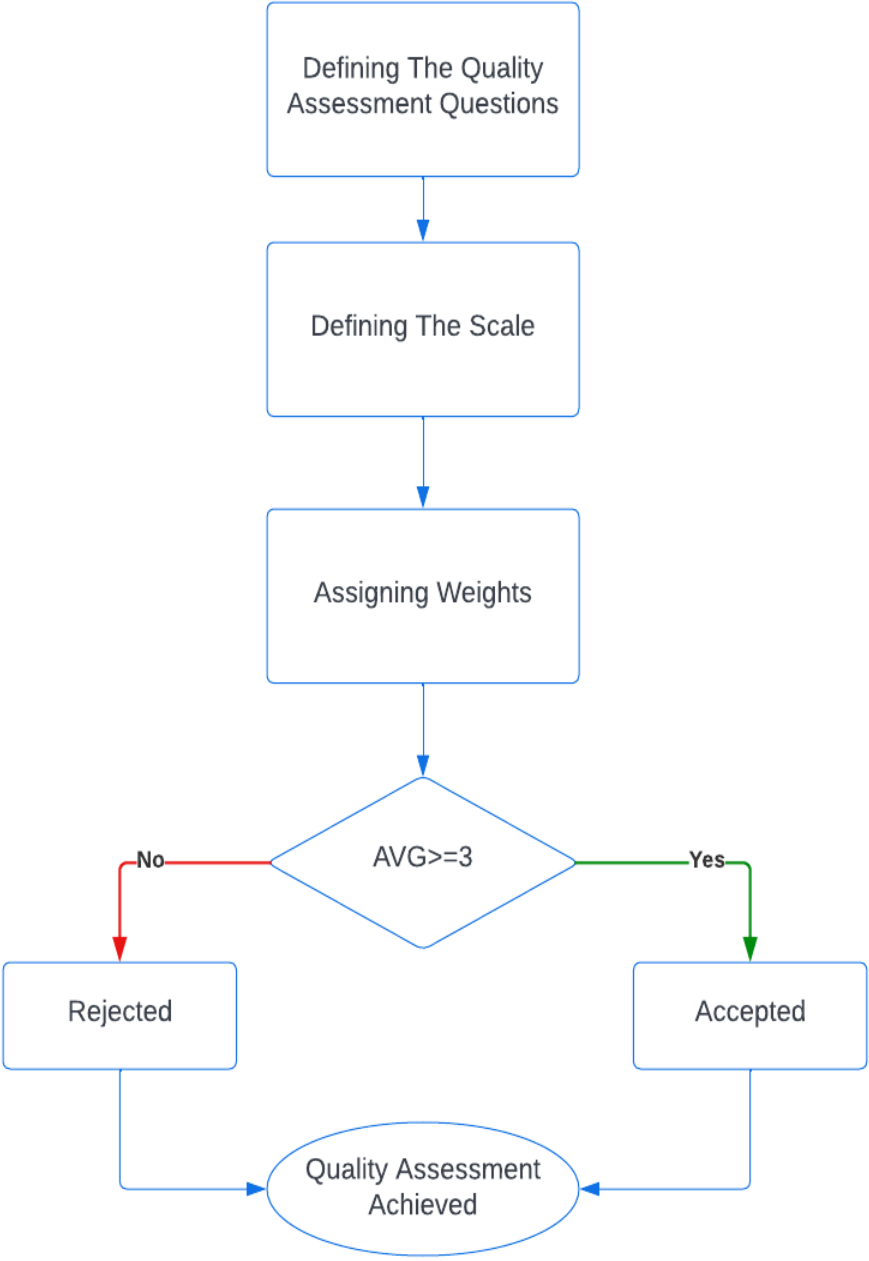 Defining The Quality
Assessment Questions
Defining The Scale
Assigning Weights
AVG>=3
No
Yes
Rejected
Accepted
Quality Assessment
Achieved